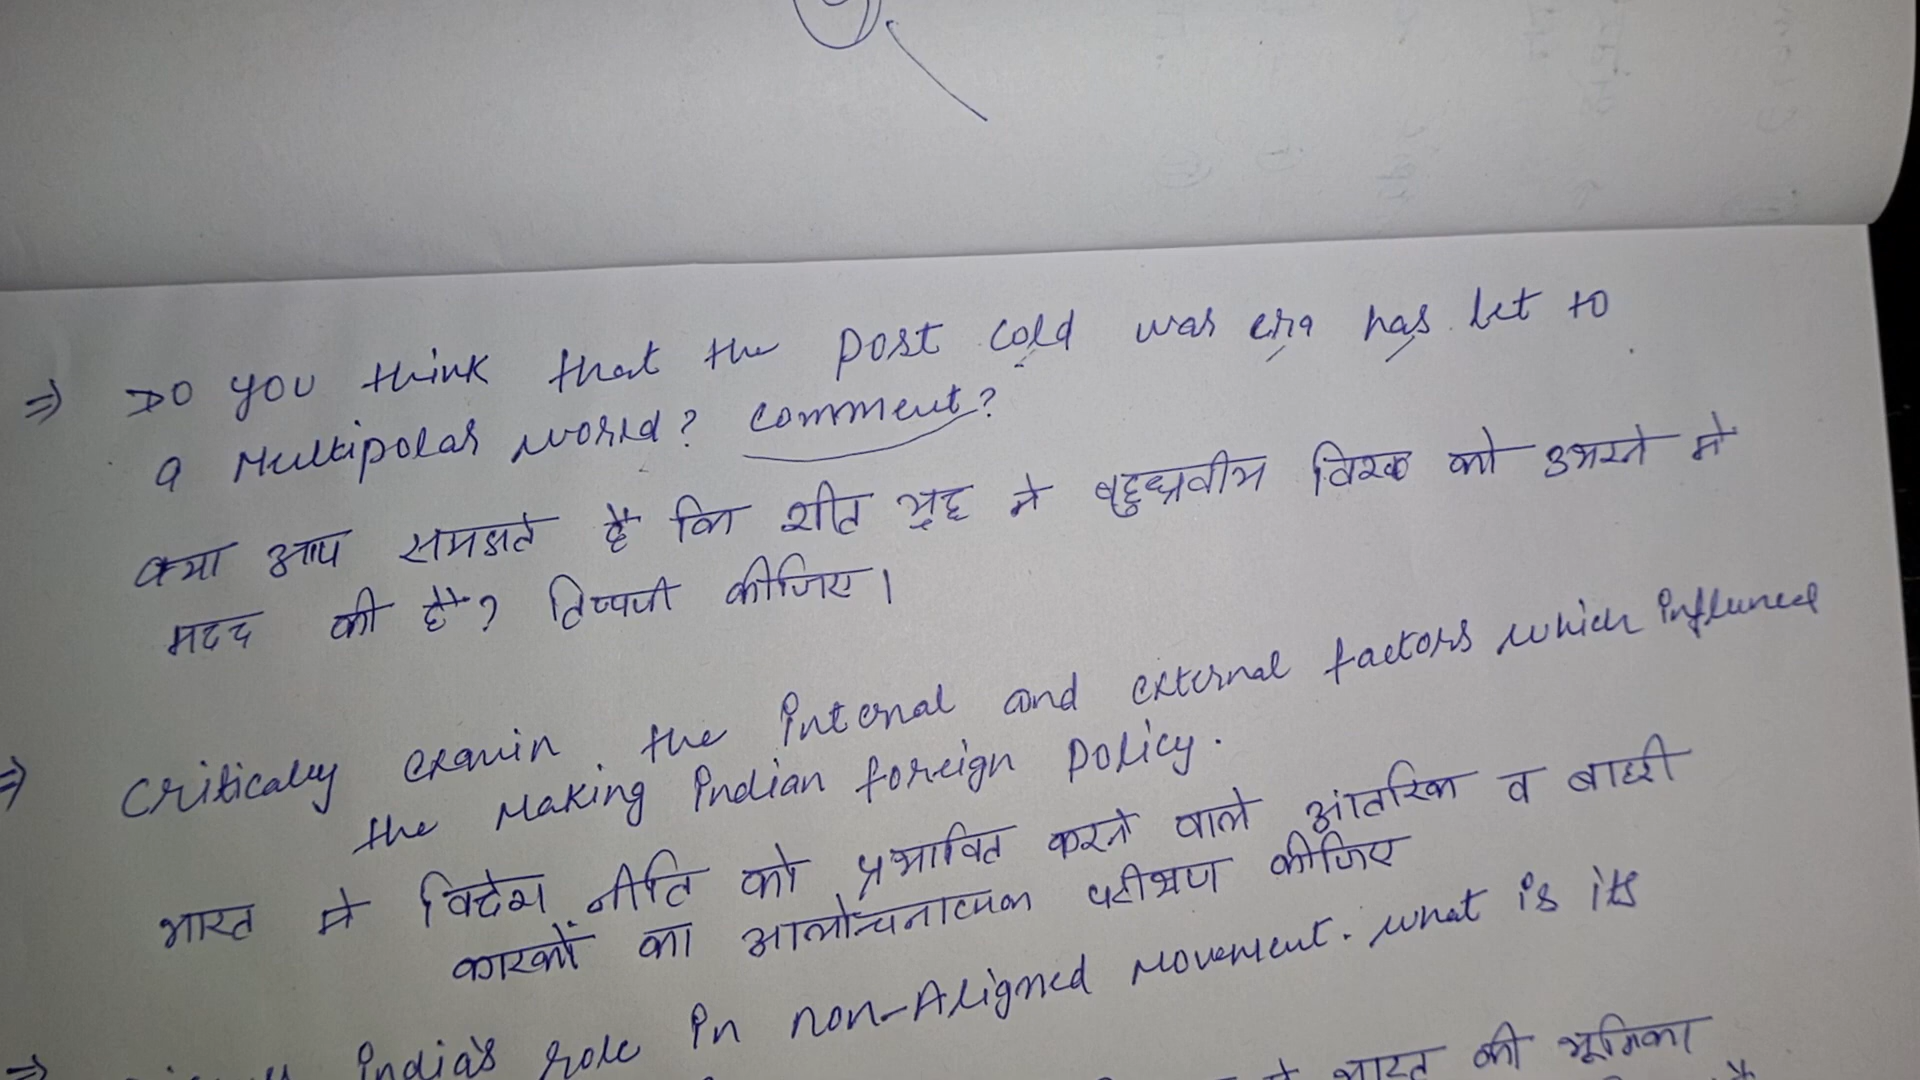 ⇒ Do you think that the Post Cold war era has let to
a Multipolar world? Comment?
क्या आप समझते है कि शीत युद्ध ने बहुध्रवीय विश्व को उभरने मे
मदद की है? टिप्पणी कीजिए।
⇒ Criticaly examin the internal and external factors which influence
the Making Indian foreign Policy.
भारत मे विदेश नीति को प्रभावित करने वाले आंतरिक व बाहरी
कारकों का आलोचनात्मक परीक्षण कीजिए
⇒ India's role in non-Aligned Movement. what is its
भारत की भूमिका